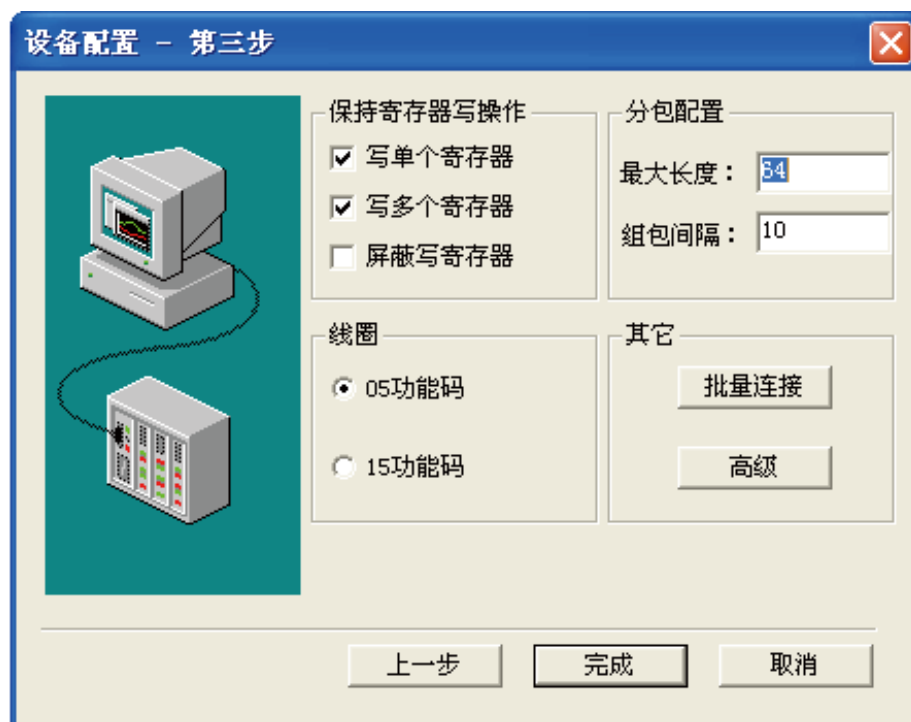 设备配置 - 第三步
保持寄存器写操作
写单个寄存器
写多个寄存器
屏蔽写寄存器
分包配置
最大长度： 64
组包间隔： 10
线圈
05功能码
15功能码
其它
批量连接
高级
上一步
完成
取消